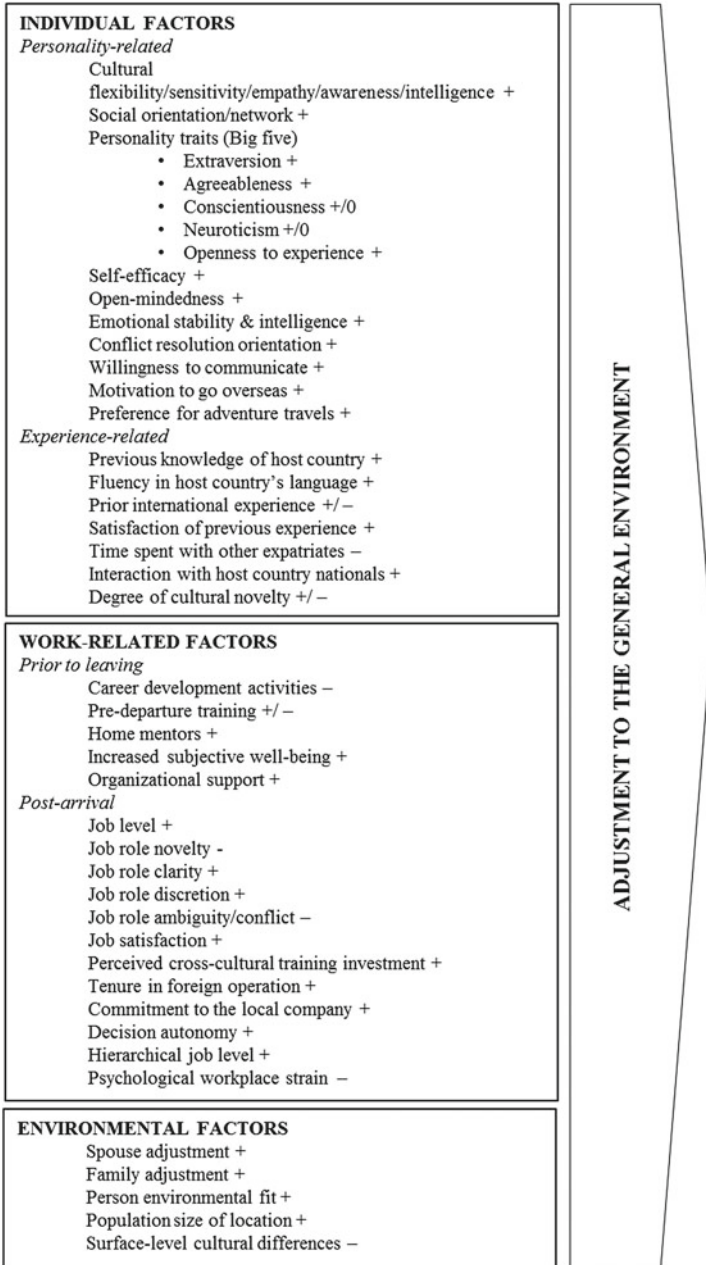 INDIVIDUAL FACTORS
Personality-related
Cultural
flexibility/sensitivity/empathy/awareness/intelligence +
Social orientation/network +
Personality traits (Big five)
• Extraversion +
• Agreeableness +
• Conscientiousness +/0
• Neuroticism +/0
• Openness to experience +
Self-efficacy +
Open-mindedness +
Emotional stability & intelligence +
Conflict resolution orientation +
Willingness to communicate +
Motivation to go overseas +
Preference for adventure travels +
Experience-related
Previous knowledge of host country +
Fluency in host country's language +
Prior international experience +/ –
Satisfaction of previous experience +
Time spent with other expatriates –
Interaction with host country nationals +
Degree of cultural novelty +/ –
WORK-RELATED FACTORS
Prior to leaving
Career development activities –
Pre-departure training +/ –
Home mentors +
Increased subjective well-being +
Organizational support +
Post-arrival
Job level +
Job role novelty -
Job role clarity +
Job role discretion +
Job role ambiguity/conflict –
Job satisfaction +
Perceived cross-cultural training investment +
Tenure in foreign operation +
Commitment to the local company +
Decision autonomy +
Hierarchical job level +
Psychological workplace strain –
ENVIRONMENTAL FACTORS
Spouse adjustment +
Family adjustment +
Person environmental fit +
Population size of location +
Surface-level cultural differences –
ADJUSTMENT TO THE GENERAL ENVIRONMENT